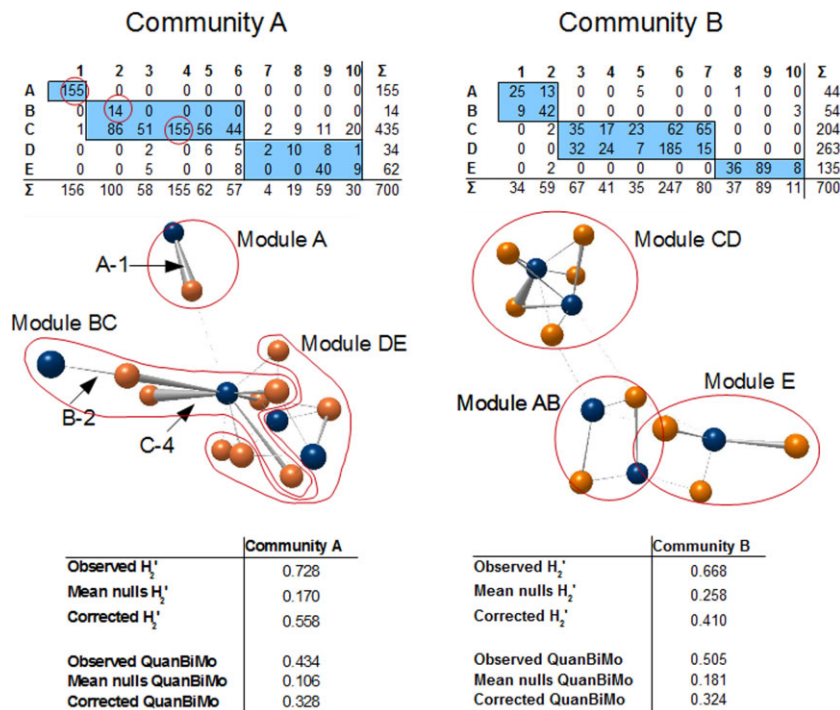 Community A
1 2 3 4 5 6 7 8 9 10 Σ
A 155 0 0 0 0 0 0 0 0 0 155
B 0 14 0 0 0 0 0 0 0 0 14
C 1 86 51 155 56 44 2 9 11 20 435
D 0 0 2 0 6 5 2 10 8 1 34
E 0 0 5 0 0 8 0 0 40 9 62
Σ 156 100 58 155 62 57 4 19 59 30 700
Module A
A-1
Module BC
Module DE
B-2
C-4
Community A
Observed H2' 0.728
Mean nulls H2' 0.170
Corrected H2' 0.558
Observed QuanBiMo 0.434
Mean nulls QuanBiMo 0.106
Corrected QuanBiMo 0.328
Community B
1 2 3 4 5 6 7 8 9 10 Σ
A 25 13 0 0 5 0 0 1 0 0 44
B 9 42 0 0 0 0 0 0 0 3 54
C 0 2 35 17 23 62 65 0 0 0 204
D 0 0 32 24 7 185 15 0 0 0 263
E 0 2 0 0 0 0 0 36 89 8 135
Σ 34 59 67 41 35 247 80 37 89 11 700
Module CD
Module AB
Module E
Community B
Observed H2' 0.668
Mean nulls H2' 0.258
Corrected H2' 0.410
Observed QuanBiMo 0.505
Mean nulls QuanBiMo 0.181
Corrected QuanBiMo 0.324